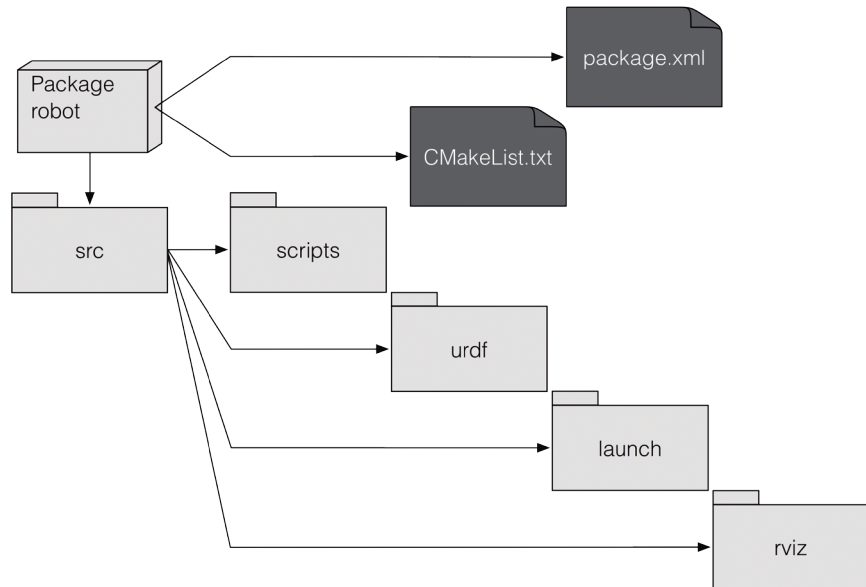 package.xml
Package
robot
CMakeList.txt
src
scripts
urdf
launch
rviz